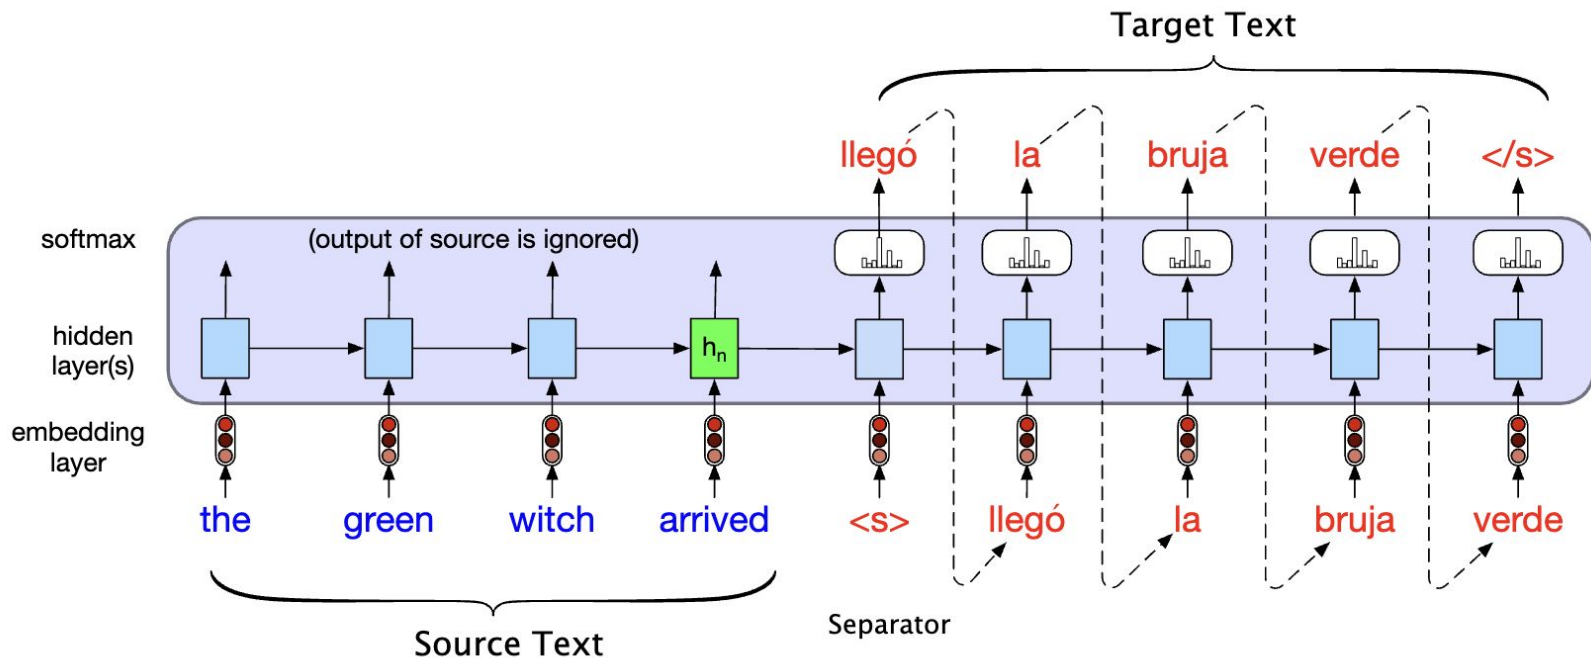 Target Text
llegó la bruja verde </s>
softmax
(output of source is ignored)
hidden
layer(s)
hn
embedding
layer
the green witch arrived <s> llegó la bruja verde
Separator
Source Text